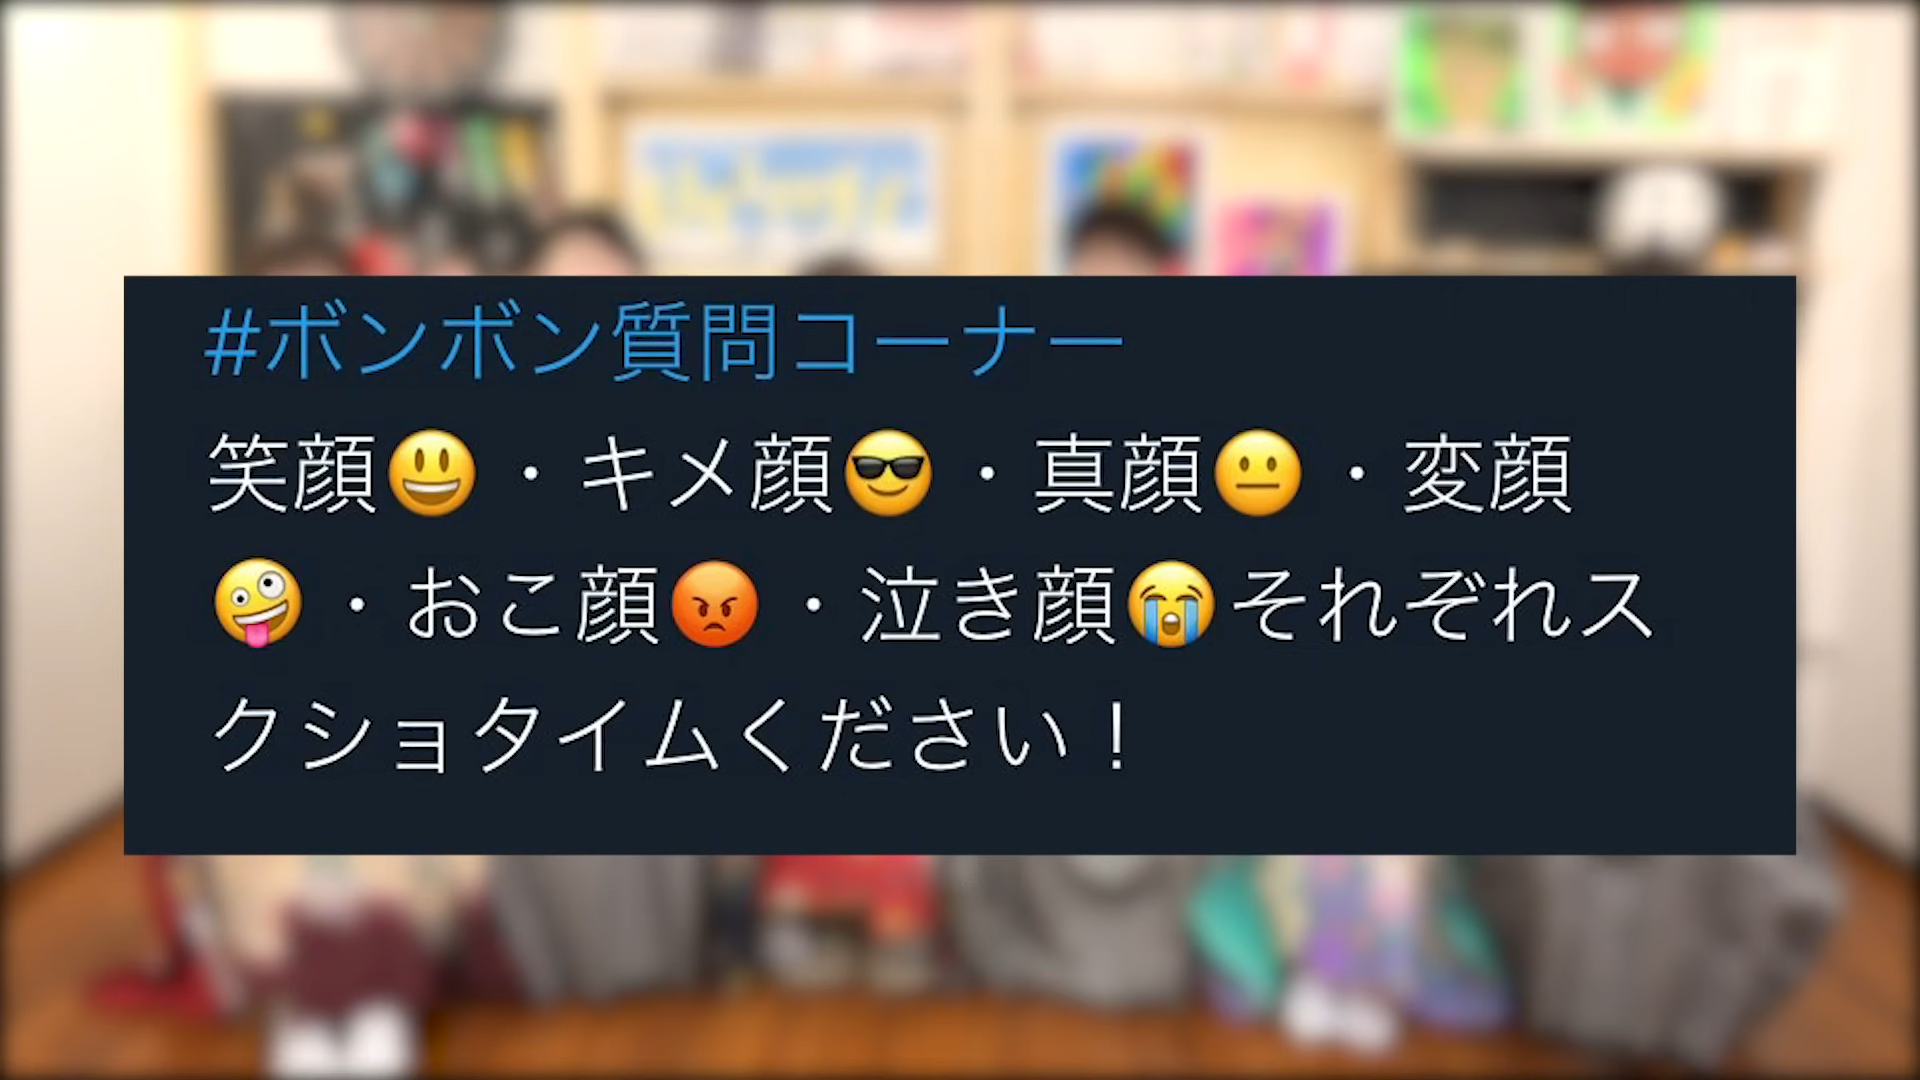 #ボンボン質問コーナー
笑顔😃・キメ顔😎・真顔😐・変顔
🤪・おこ顔😡・泣き顔😭それぞれス
クショタイムください！